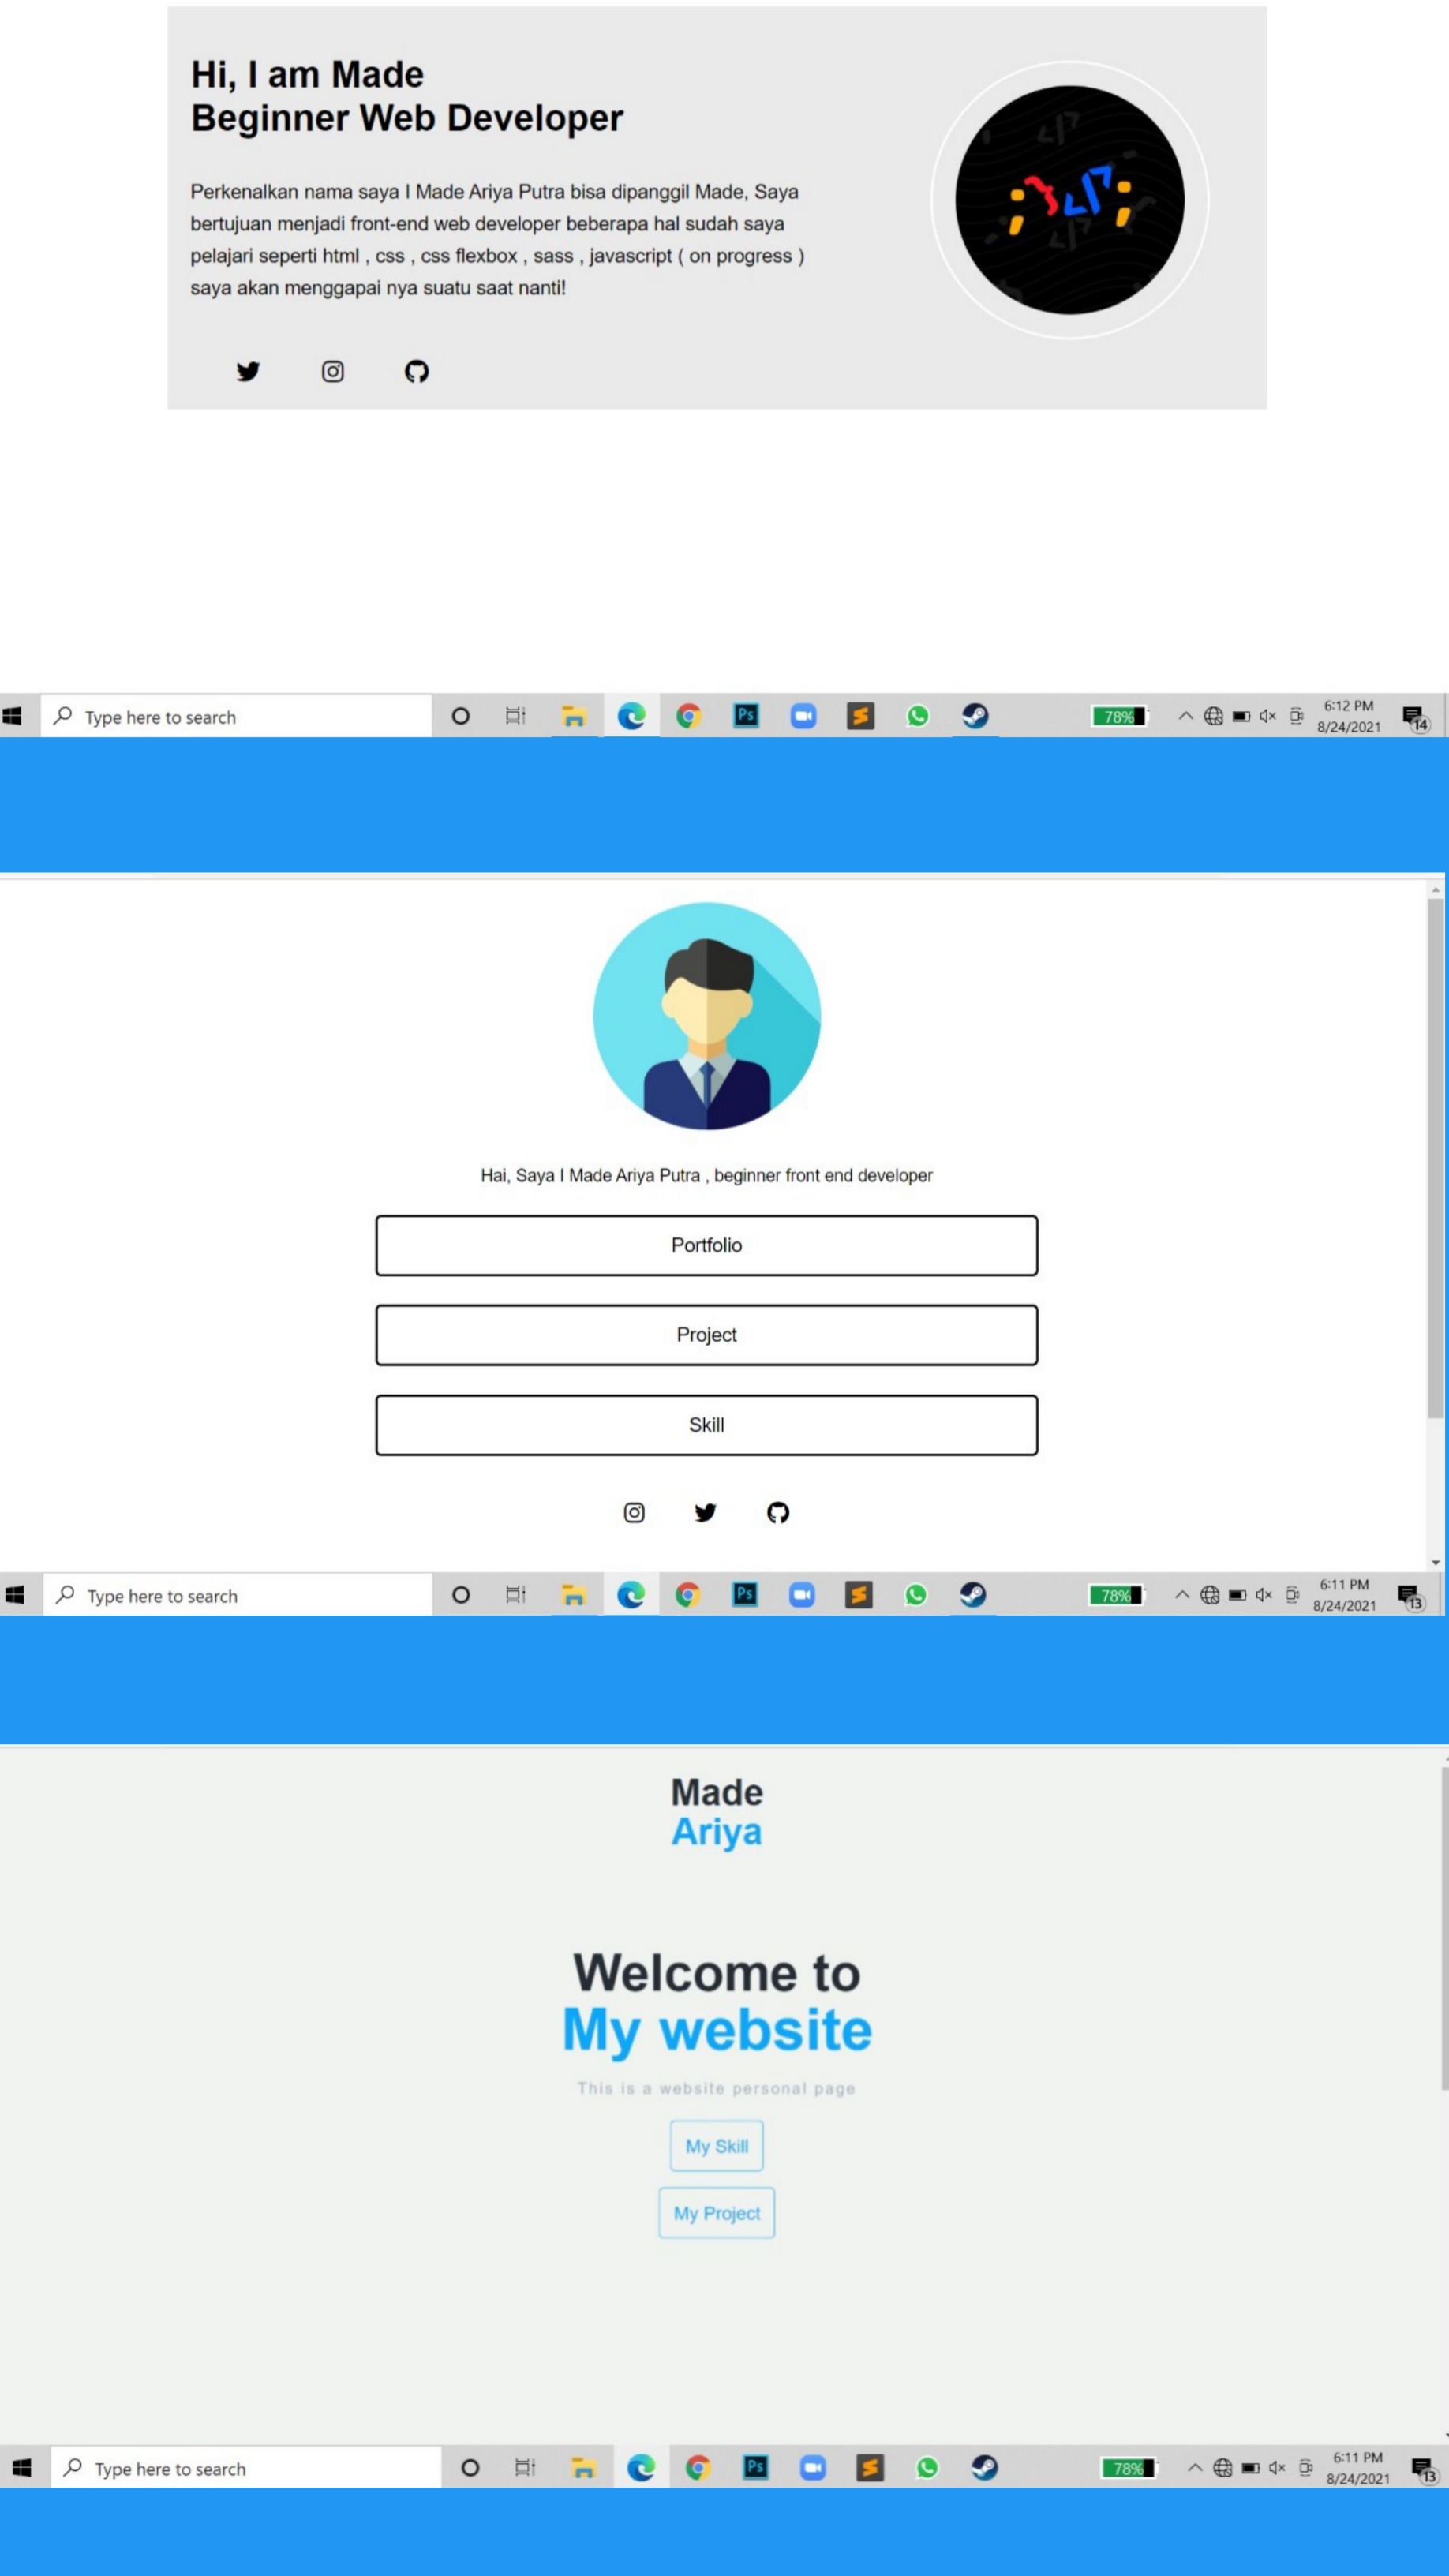 Hi, I am Made
Beginner Web Developer
Perkenalkan nama saya I Made Ariya Putra bisa dipanggil Made, Saya
bertujuan menjadi front-end web developer beberapa hal sudah saya
pelajari seperti html , css , css flexbox , sass , javascript ( on progress )
saya akan menggapai nya suatu saat nanti!
Type here to search
Ps
78%
6:12 PM
8/24/2021
14
Hai, Saya I Made Ariya Putra , beginner front end developer
Portfolio
Project
Skill
Type here to search
Ps
78%
6:11 PM
8/24/2021
13
Made
Ariya
Welcome to
My website
This is a website personal page
My Skill
My Project
Type here to search
Ps
78%
6:11 PM
8/24/2021
13